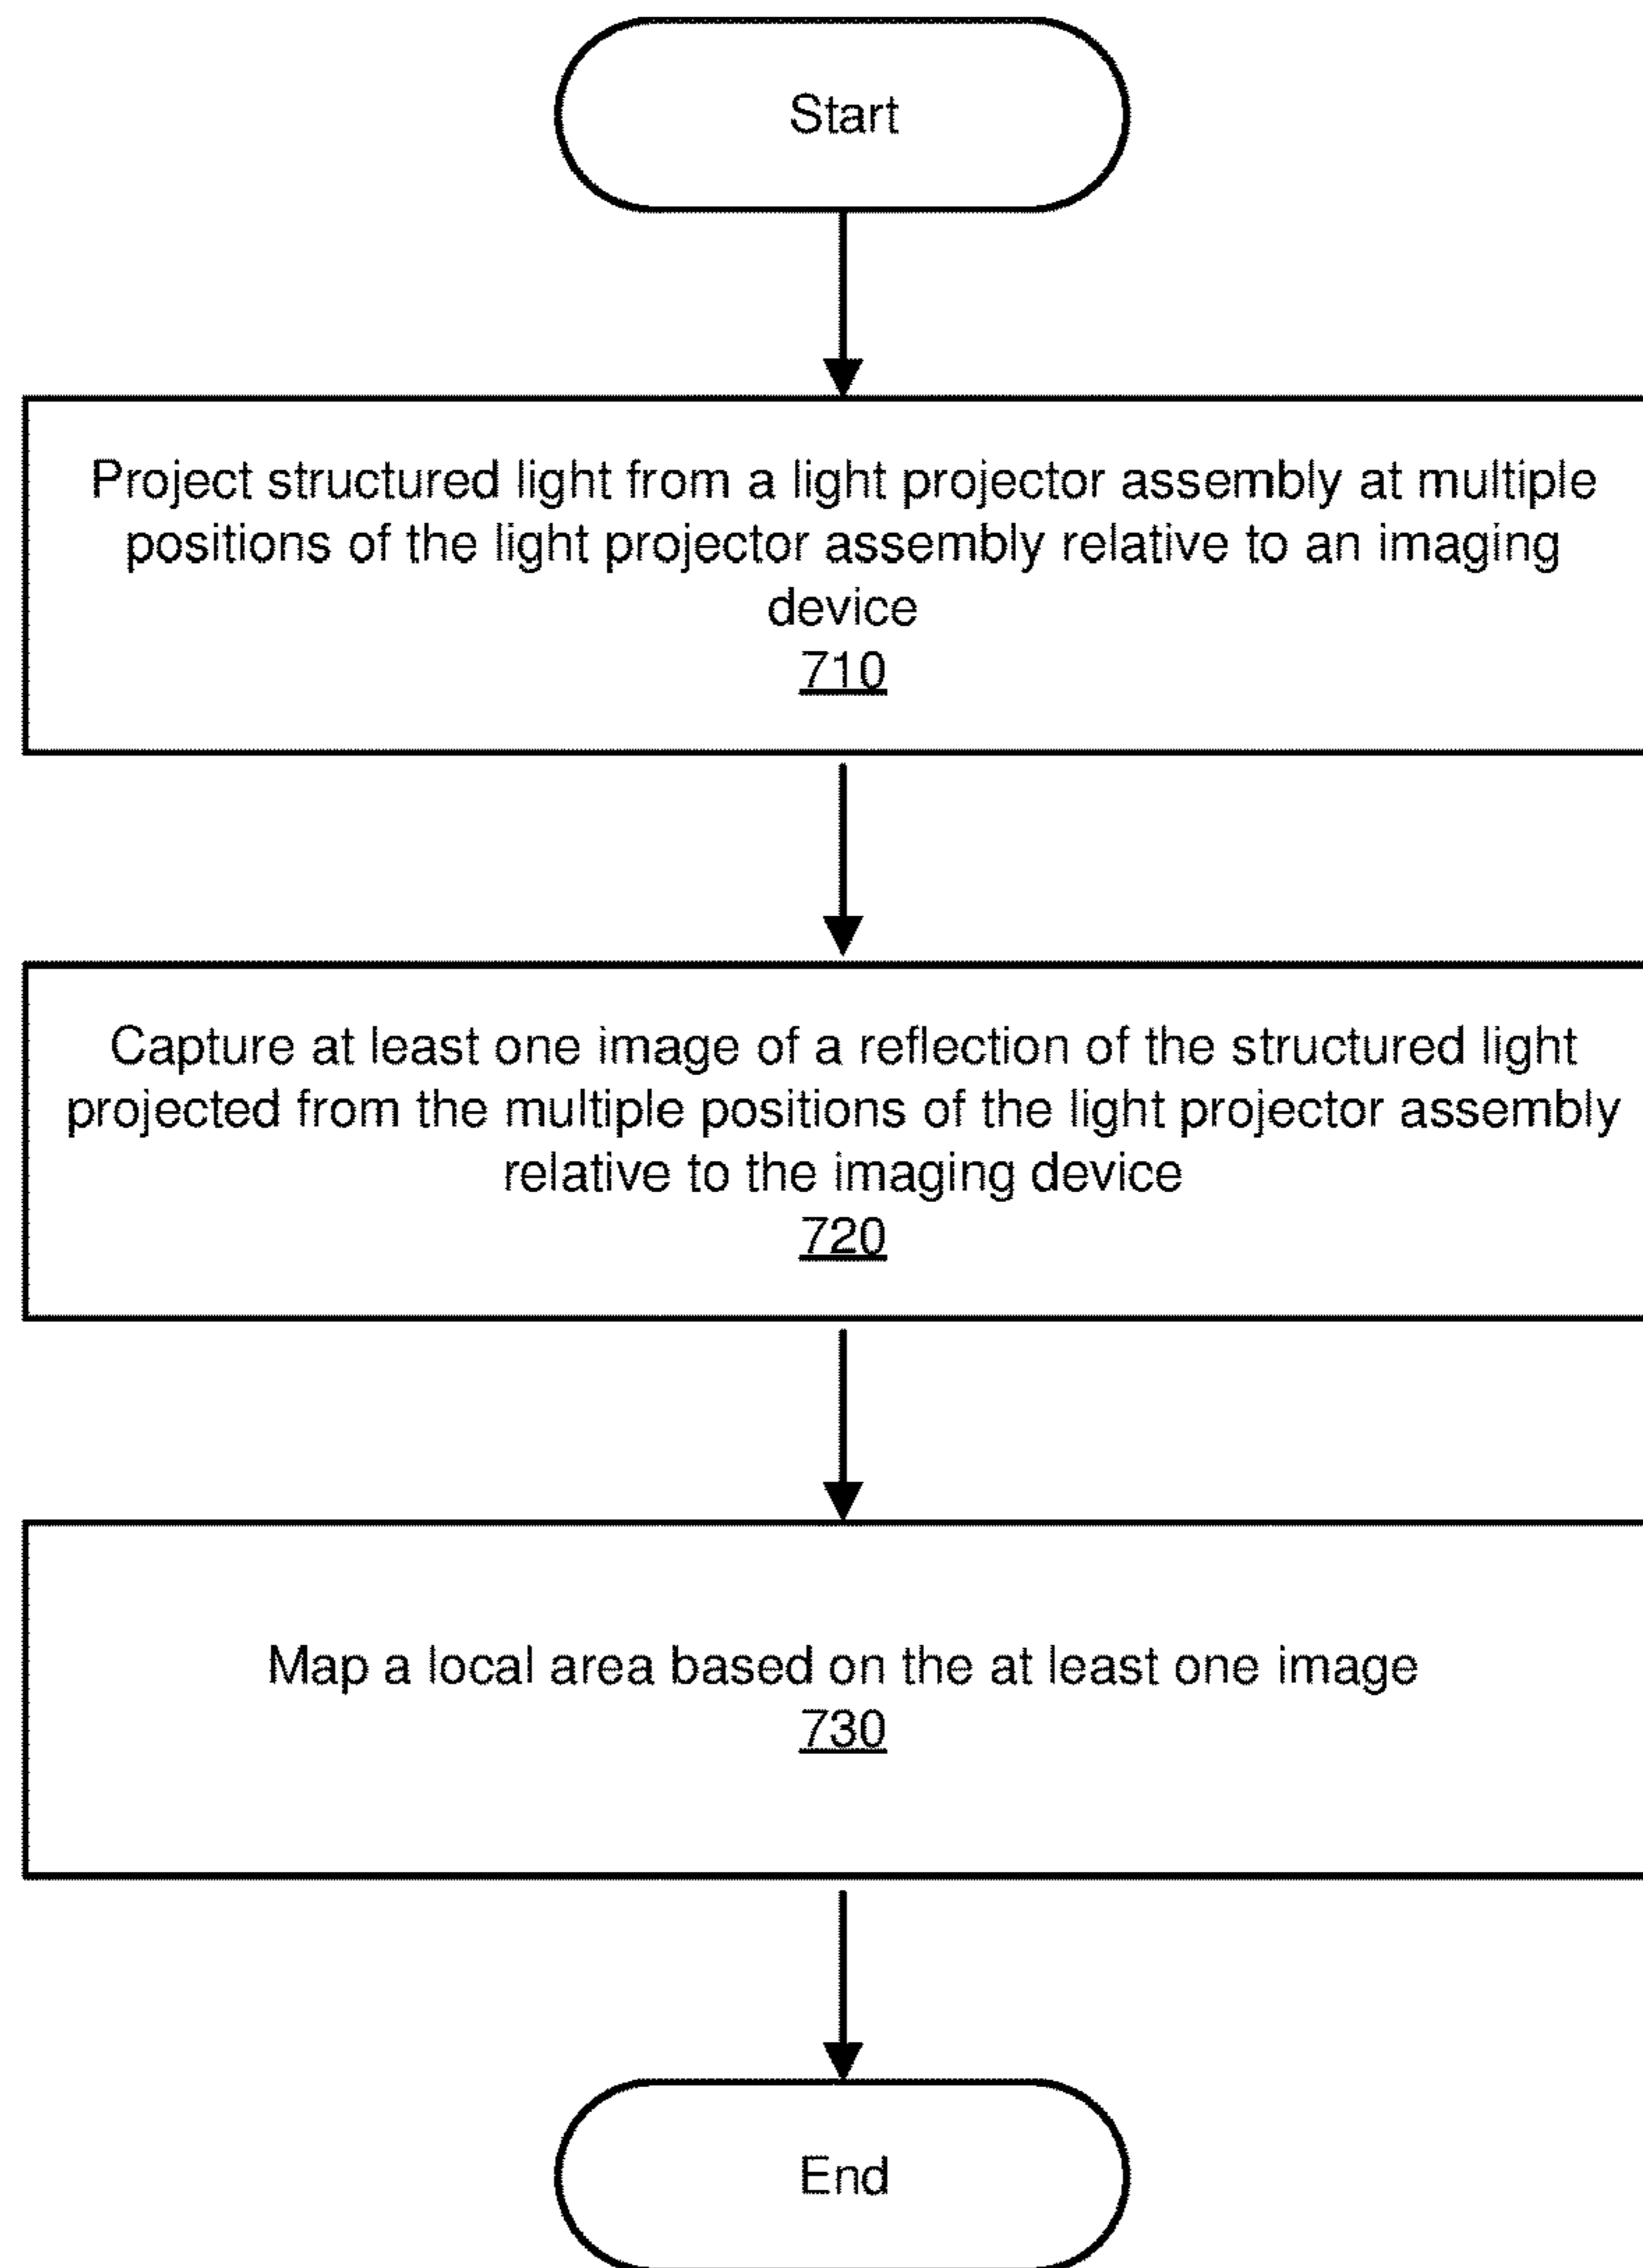 Start
Project structured light from a light projector assembly at multiple
positions of the light projector assembly relative to an imaging
device
710
Capture at least one image of a reflection of the structured light
projected from the multiple positions of the light projector assembly
relative to the imaging device
720
Map a local area based on the at least one image
730
End